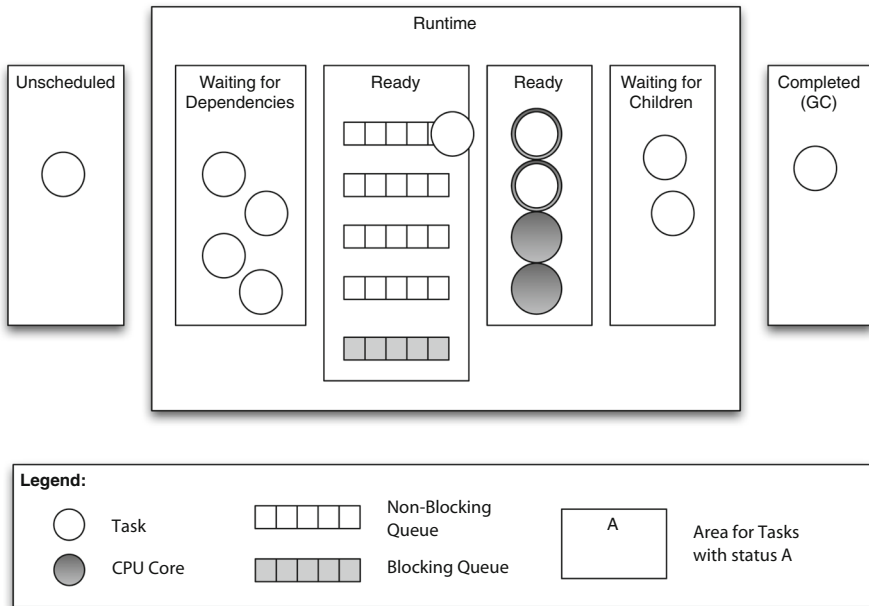 Runtime
Unscheduled
Waiting for
Dependencies
Ready
Ready
Waiting for
Children
Completed
(GC)
Legend:
Task
CPU Core
Non-Blocking
Queue
Blocking Queue
A
Area for Tasks
with status A